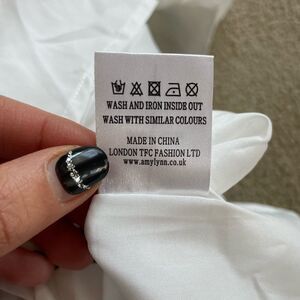 WASH AND IRON INSIDE OUT
WASH WITH SIMILAR COLOURS
MADE IN CHINA
LONDON TFC FASHION LTD
www.amylynn.co.uk